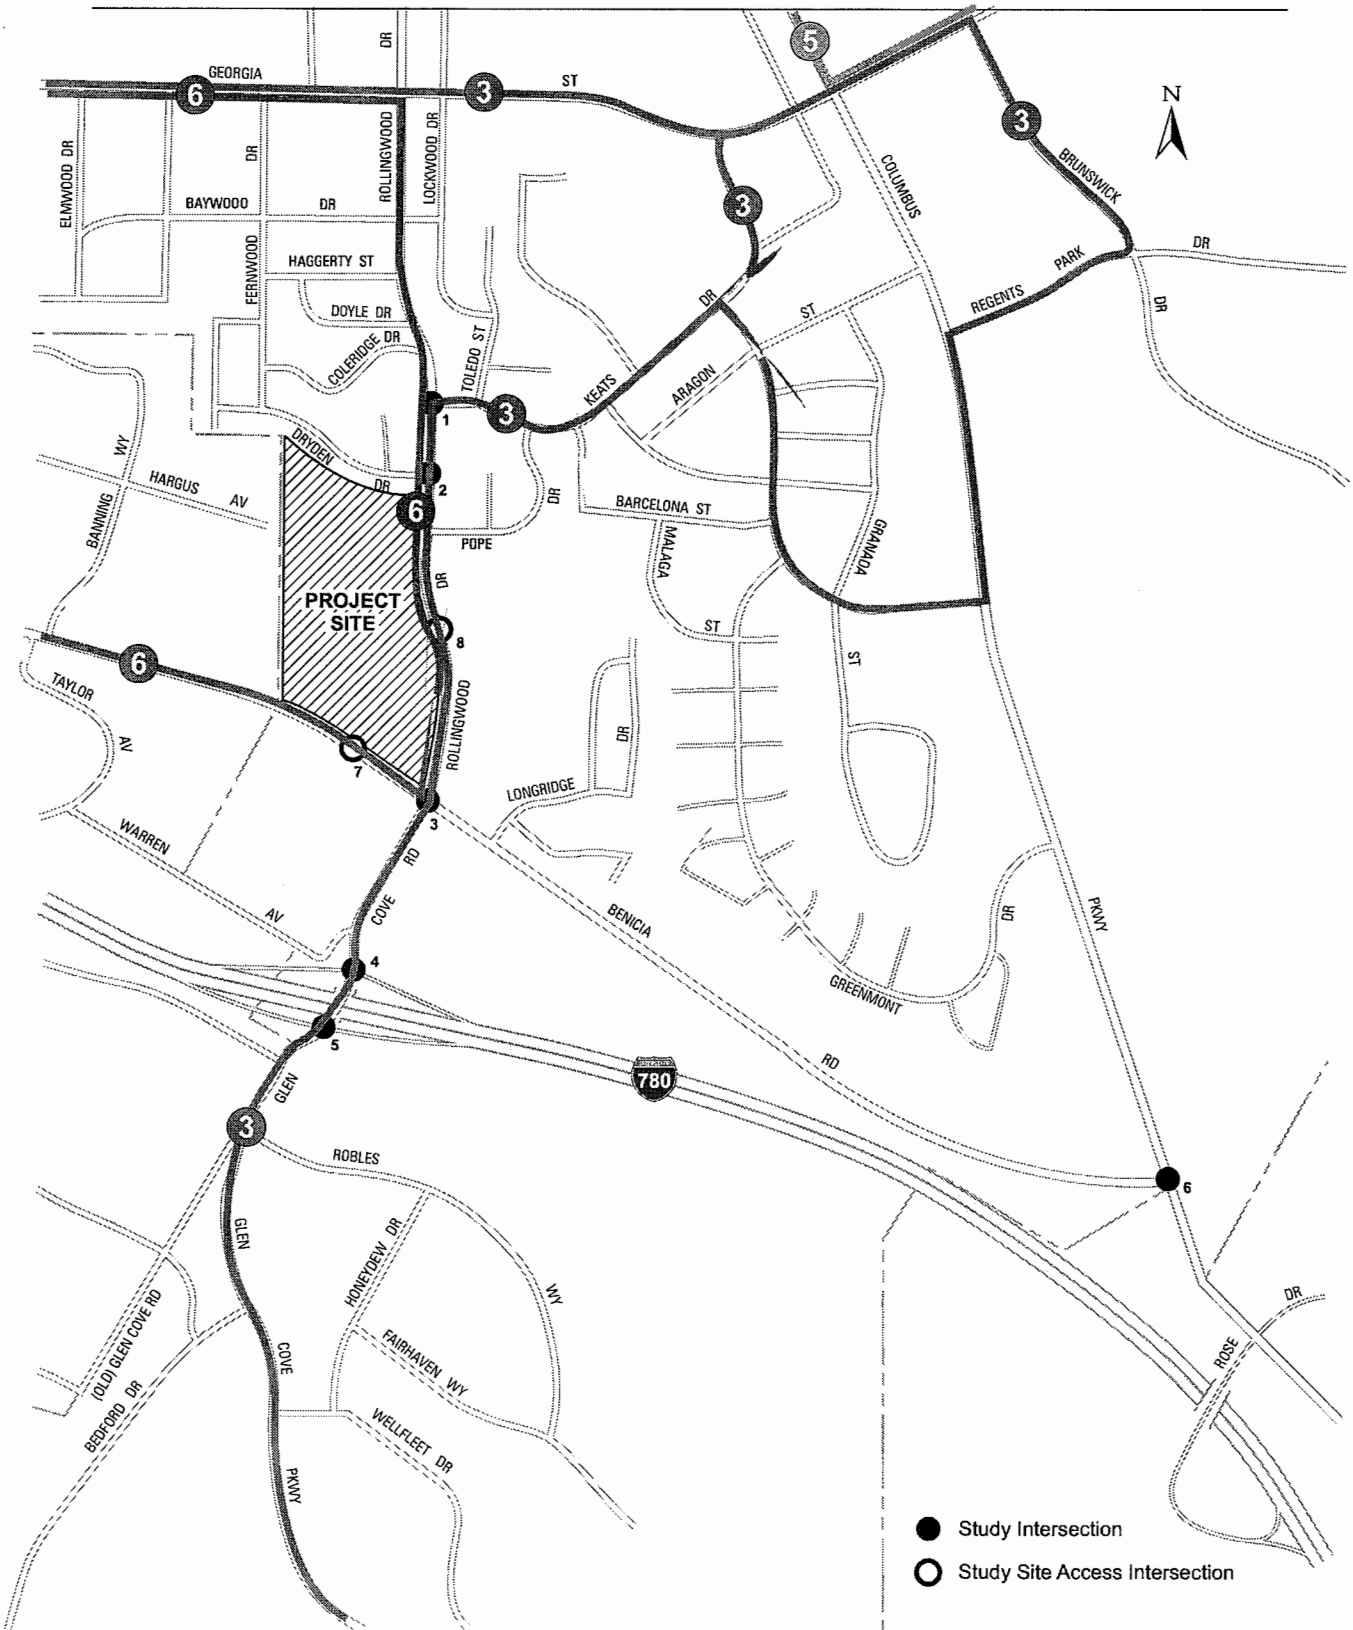 DR
5
GEORGIA
6
3
ST
N
3
ELMWOOD DR
DR
ROLLINGWOOD
LOCKWOOD DR
COLUMBUS
BRUNSWICK
BAYWOOD
DR
3
FERNWOOD
HAGGERTY ST
DR
PARK
REGENTS
DR
DR
DOYLE DR
COLERIDGE DR
TOLEDO ST
ST
KEATS
ARAGON
3
1
DRYDEN
DR
2
6
BANNING
WY
HARGUS
AV
DR
BARCELONA ST
POPE
MALAGA
GRANADA
DR
PROJECT
SITE
8
ST
ST
6
TAYLOR
AV
ROLLINGWOOD
DR
7
LONGRIDGE
3
WARREN
RD
COVE
AV
BENICIA
DR
PKWY
4
GREENMONT
5
RD
GLEN
780
3
ROBLES
6
GLEN
HONEYDEW DR
WY
DR
(OLD) GLEN COVE RD
COVE
FAIRHAVEN WY
ROSE
BEDFORD DR
WELLFLEET DR
PKWY
Study Intersection
Study Site Access Intersection